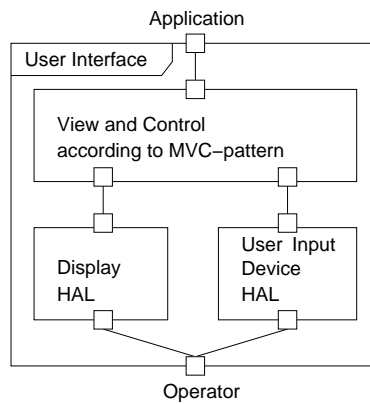 Application
User Interface
View and Control
according to MVC−pattern
Display
HAL
User Input
Device
HAL
Operator